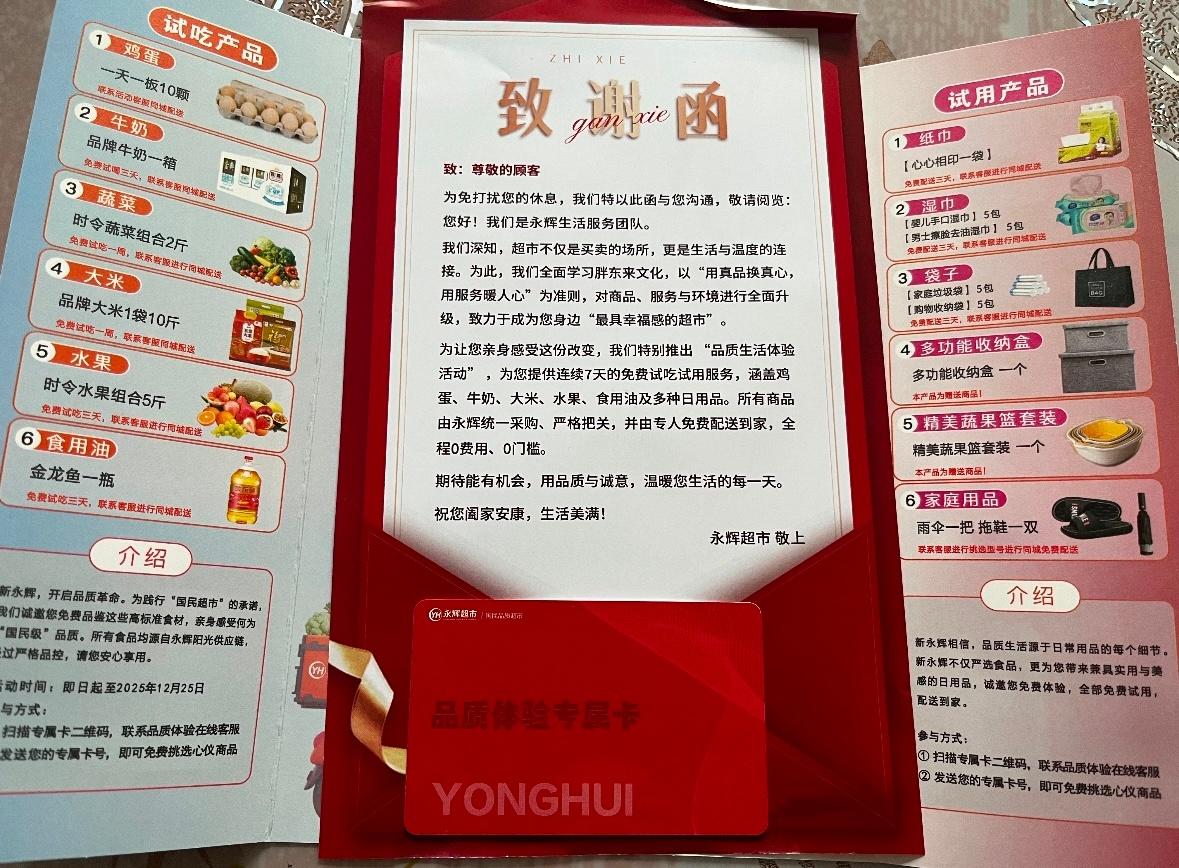 试吃产品
1 鸡蛋
一天一板10颗
联系活动客服同城配送
2 牛奶
品牌牛奶一箱
免费试喝三天，联系客服同城配送
3 蔬菜
时令蔬菜组合2斤
免费试吃一周，联系客服进行同城配送
4 大米
品牌大米1袋10斤
免费试吃一周，联系客服进行同城配送
5 水果
时令水果组合5斤
免费试吃三天，联系客服进行同城配送
6 食用油
金龙鱼一瓶
免费试吃三天，联系客服进行同城配送
介绍
新永辉，开启品质革命。为践行“国民超市”的承诺，
我们诚邀您免费品鉴这些高标准食材，亲身感受何为
“国民级”品质。所有食品均源自永辉阳光供应链，
过严格品控，请您安心享用。
动时间：即日起至2025年12月25日
与方式：
扫描专属卡二维码，联系品质体验在线客服
发送您的专属卡号，即可免费挑选心仪商品
YH
ZHI XIE
致谢函
gan xie
致：尊敬的顾客
为免打扰您的休息，我们特以此函与您沟通，敬请阅览：
您好！我们是永辉生活服务团队。
我们深知，超市不仅是买卖的场所，更是生活与温度的连
接。为此，我们全面学习胖东来文化，以“用真品换真心，
用服务暖人心”为准则，对商品、服务与环境进行全面升
级，致力于成为您身边“最具幸福感的超市”。
为让您亲身感受这份改变，我们特别推出“品质生活体验
活动”，为您提供连续7天的免费试吃试用服务，涵盖鸡
蛋、牛奶、大米、水果、食用油及多种日用品。所有商品
由永辉统一采购、严格把关，并由专人免费配送到家，全
程0费用、0门槛。
期待能有机会，用品质与诚意，温暖您生活的每一天。
祝您阖家安康，生活美满！
永辉超市 敬上
YH 永辉超市 | 国民品质超市
品质体验专属卡
YONGHUI
试用产品
1 纸巾
【心心相印一袋】
免费配送三天，联系客服进行同城配送
2 湿巾
【婴儿手口湿巾】5包
【男士擦脸去油湿巾】5包
免费配送三天，联系客服进行同城配送
3 袋子
【家庭垃圾袋】5包
【购物收纳袋】5包
免费配送三天，联系客服进行同城配送
BAG
4 多功能收纳盒
多功能收纳盒 一个
本产品为赠送商品！
5 精美蔬果篮套装
精美蔬果篮套装 一个
本产品为赠送商品！
6 家庭用品
雨伞一把 拖鞋一双
联系客服进行挑选型号进行同城免费配送
介绍
新永辉相信，品质生活源于日常用品的每个细节。
新永辉不仅严选食品，更为您带来兼具实用与美
感的日用品，诚邀您免费体验，全部免费试用，
配送到家。
参与方式：
① 扫描专属卡二维码，联系品质体验在线客服
② 发送您的专属卡号，即可免费挑选心仪商品